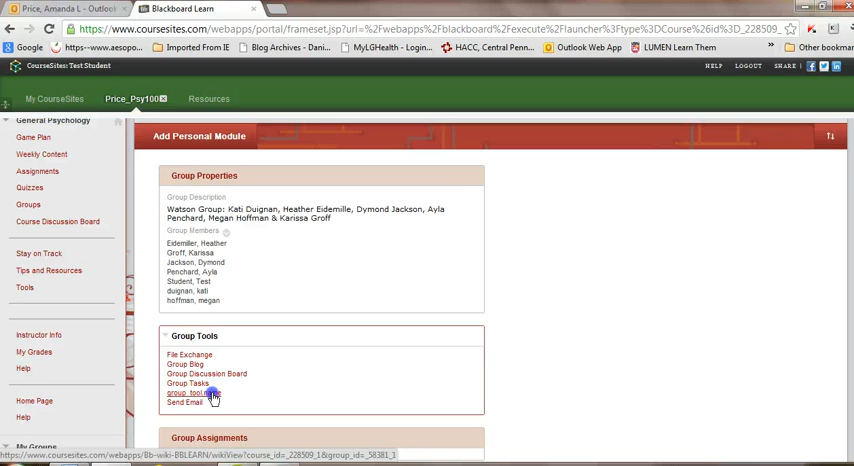 Price, Amanda L - Outloo
Blackboard Learn
https://www.coursesites.com/webapps/portal/frameset.jsp?url=%2Fwebapps%2Fblackboard%2Fexecute%2Flauncher%3Ftype%3DCourse%26id%3D_228509_
Google
https--www.aesopo...
Imported From IE
Blog Archives - Dani...
MyLGHealth - Login...
HACC, Central Penn...
Outlook Web App
LUMEN Learn Them
»
Other bookmar
CourseSites: Test Student
HELP
LOGOUT
SHARE
My CourseSites
Price_Psy100
Resources
General Psychology
Game Plan
Weekly Content
Assignments
Quizzes
Groups
Course Discussion Board
Stay on Track
Tips and Resources
Tools
Instructor Info
My Grades
Help
Home Page
Help
My Groups
Add Personal Module
Group Properties
Group Description
Watson Group: Kati Duignan, Heather Eidemille, Dymond Jackson, Ayla
Penchard, Megan Hoffman & Karissa Groff
Group Members
Eidemiller, Heather
Groff, Karissa
Jackson, Dymond
Penchard, Ayla
Student, Test
duignan, kati
hoffman, megan
Group Tools
File Exchange
Group Blog
Group Discussion Board
Group Tasks
Send Email
Group Assignments
https://www.coursesites.com/webapps/Bb-wiki-BBLEARN/wikiView?course_id=_228509_1&group_id=_58381_1